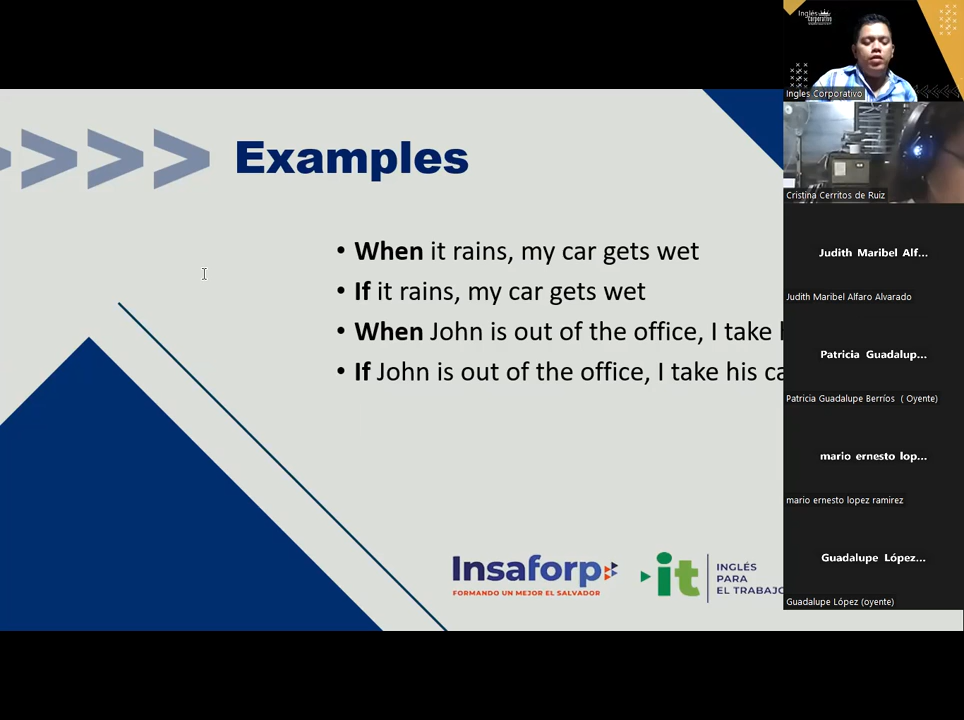 Examples
• When it rains, my car gets wet
• If it rains, my car gets wet
• When John is out of the office, I take
• If John is out of the office, I take his
Insaforp
FORMANDO UN MEJOR EL SALVADOR
it
INGLÉS
PARA
EL TRABAJO
Inglés
Corporativo
Ingles Corporativo
Cristina Cerritos de Ruiz
Judith Maribel Alf...
Judith Maribel Alfaro Alvarado
Patricia Guadalup...
Patricia Guadalupe Berríos ( Oyente)
mario ernesto lop...
mario ernesto lopez ramirez
Guadalupe López...
Guadalupe López (oyente)